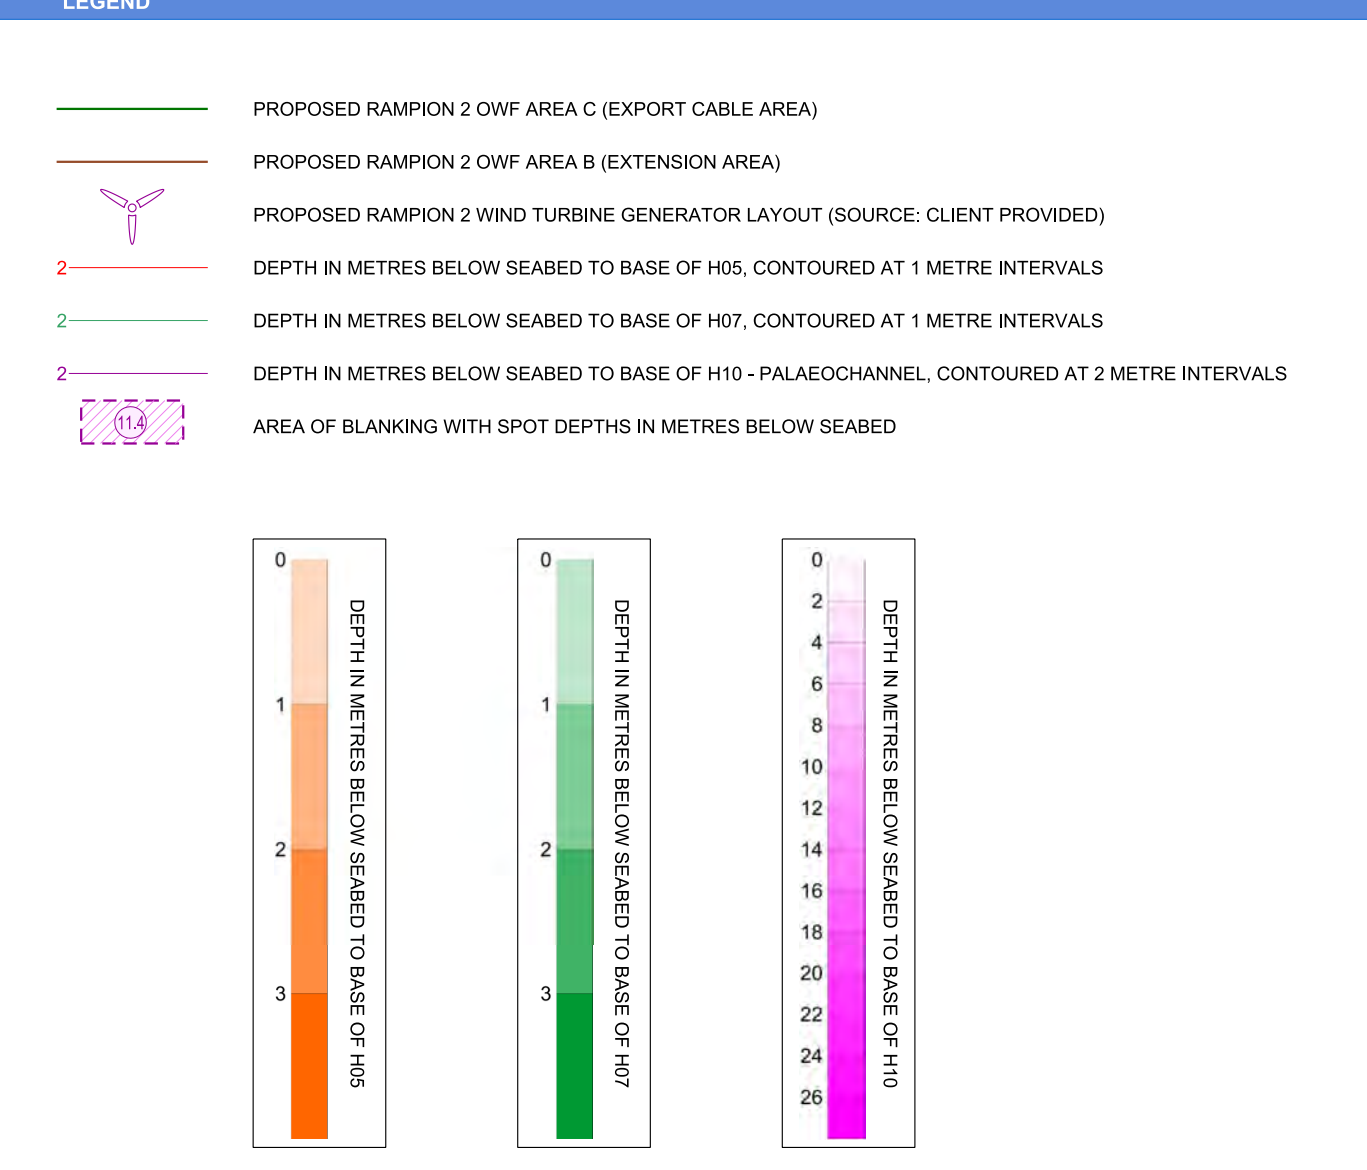 LEGEND
PROPOSED RAMPION 2 OWF AREA C (EXPORT CABLE AREA)
PROPOSED RAMPION 2 OWF AREA B (EXTENSION AREA)
PROPOSED RAMPION 2 WIND TURBINE GENERATOR LAYOUT (SOURCE: CLIENT PROVIDED)
2 DEPTH IN METRES BELOW SEABED TO BASE OF H05, CONTOURED AT 1 METRE INTERVALS
2 DEPTH IN METRES BELOW SEABED TO BASE OF H07, CONTOURED AT 1 METRE INTERVALS
2 DEPTH IN METRES BELOW SEABED TO BASE OF H10 - PALAEOCHANNEL, CONTOURED AT 2 METRE INTERVALS
11.4 AREA OF BLANKING WITH SPOT DEPTHS IN METRES BELOW SEABED
0
1
2
3
DEPTH IN METRES BELOW SEABED TO BASE OF H05
0
1
2
3
DEPTH IN METRES BELOW SEABED TO BASE OF H07
0
2
4
6
8
10
12
14
16
18
20
22
24
26
DEPTH IN METRES BELOW SEABED TO BASE OF H10